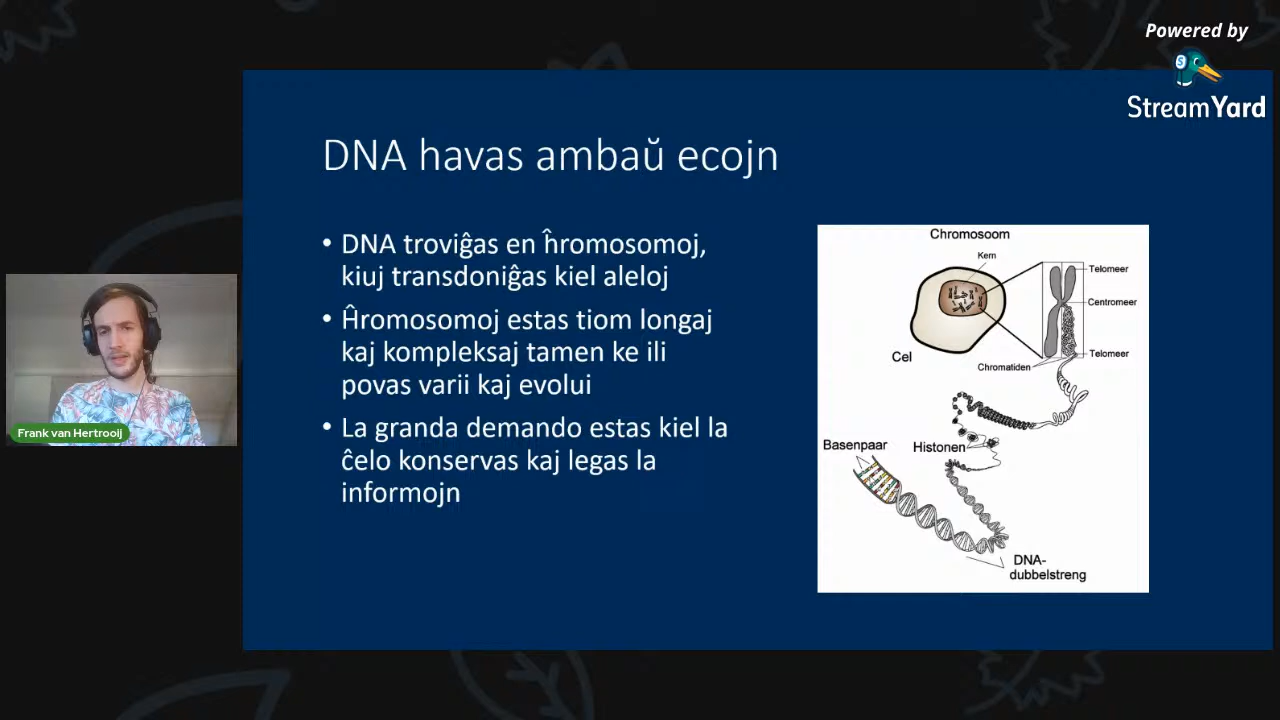 Powered by
StreamYard
DNA havas ambaŭ ecojn
• DNA troviĝas en ĥromosomoj,
kiuj transdoniĝas kiel aleloj
• Ĥromosomoj estas tiom longaj
kaj kompleksaj tamen ke ili
povas varii kaj evolui
• La granda demando estas kiel la
ĉelo konservas kaj legas la
informojn
Chromosoom
Kern
Telomeer
Centromeer
Cel
Telomeer
Chromatiden
Basenpaar
Histonen
DNA-
dubbelstreng
Frank van Hertrooij